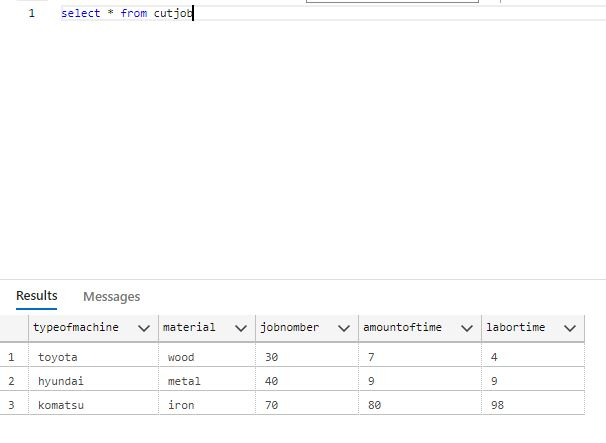 1 select * from cutjob
Results Messages
typeofmachine material jobnomber amountoftime labortime
1 toyota wood 30 7 4
2 hyundai metal 40 9 9
3 komatsu iron 70 80 98